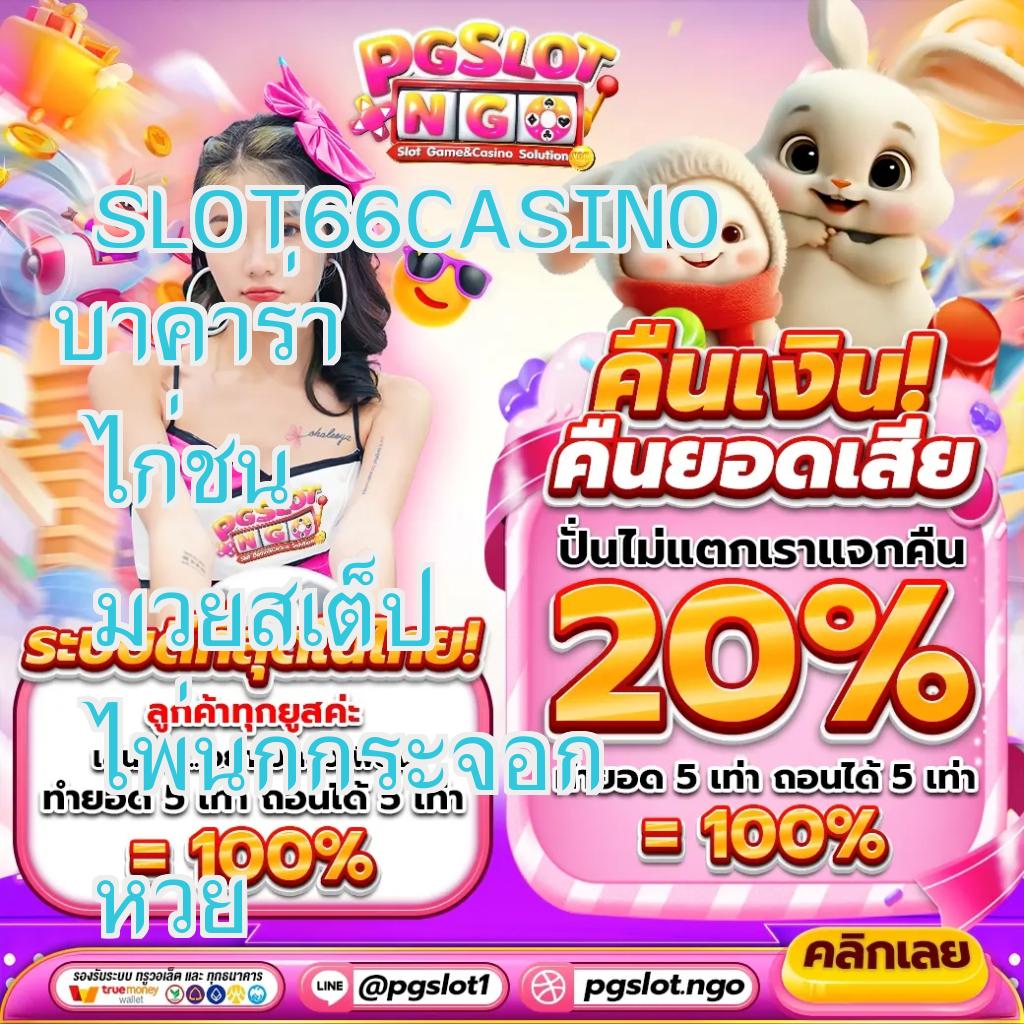 PGSLOT
NGO
Slot Game&Casino Solution
SLOT66CASINO
บาคาร่า
ไก่ชน
มวยสเต็ป
ไพ่นกกระจอก
หวย
ohaleeya
PGSLOT
NGO
คืนเงิน!
คืนยอดเสีย
ปั่นไม่แตกเราแจกคืน
20%
ยอด 5 เท่า ถอนได้ 5 เท่า
= 100%
ลูกค้าทุกยูสค่ะ
ทำยอด 5 เท่า ถอนได้ 5 เท่า
= 100%
คลิกเลย
รองรับระบบ ทรูวอเล็ต และ ทุกธนาคาร
truemoney
wallet
LINE @pgslot1
pgslot.ngo